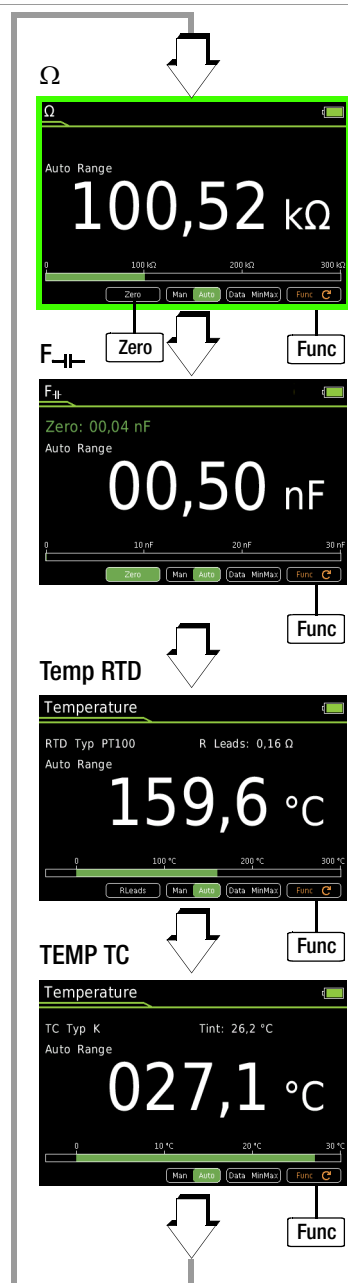 Ω
Ω
Auto Range
100,52 kΩ
0 100 kΩ 200 kΩ 300 kΩ
Zero Man Auto Data MinMax Func
Zero Func
F
F
Zero: 00,04 nF
Auto Range
00,50 nF
0 10 nF 20 nF 30 nF
Zero Man Auto Data MinMax Func
Func
Temp RTD
Temperature
RTD Typ PT100 R Leads: 0,16 Ω
Auto Range
159,6 °C
0 100 °C 200 °C 300 °C
RLeads Man Auto Data MinMax Func
Func
TEMP TC
Temperature
TC Typ K Tint: 26,2 °C
Auto Range
027,1 °C
0 10 °C 20 °C 30 °C
Man Auto Data MinMax Func
Func